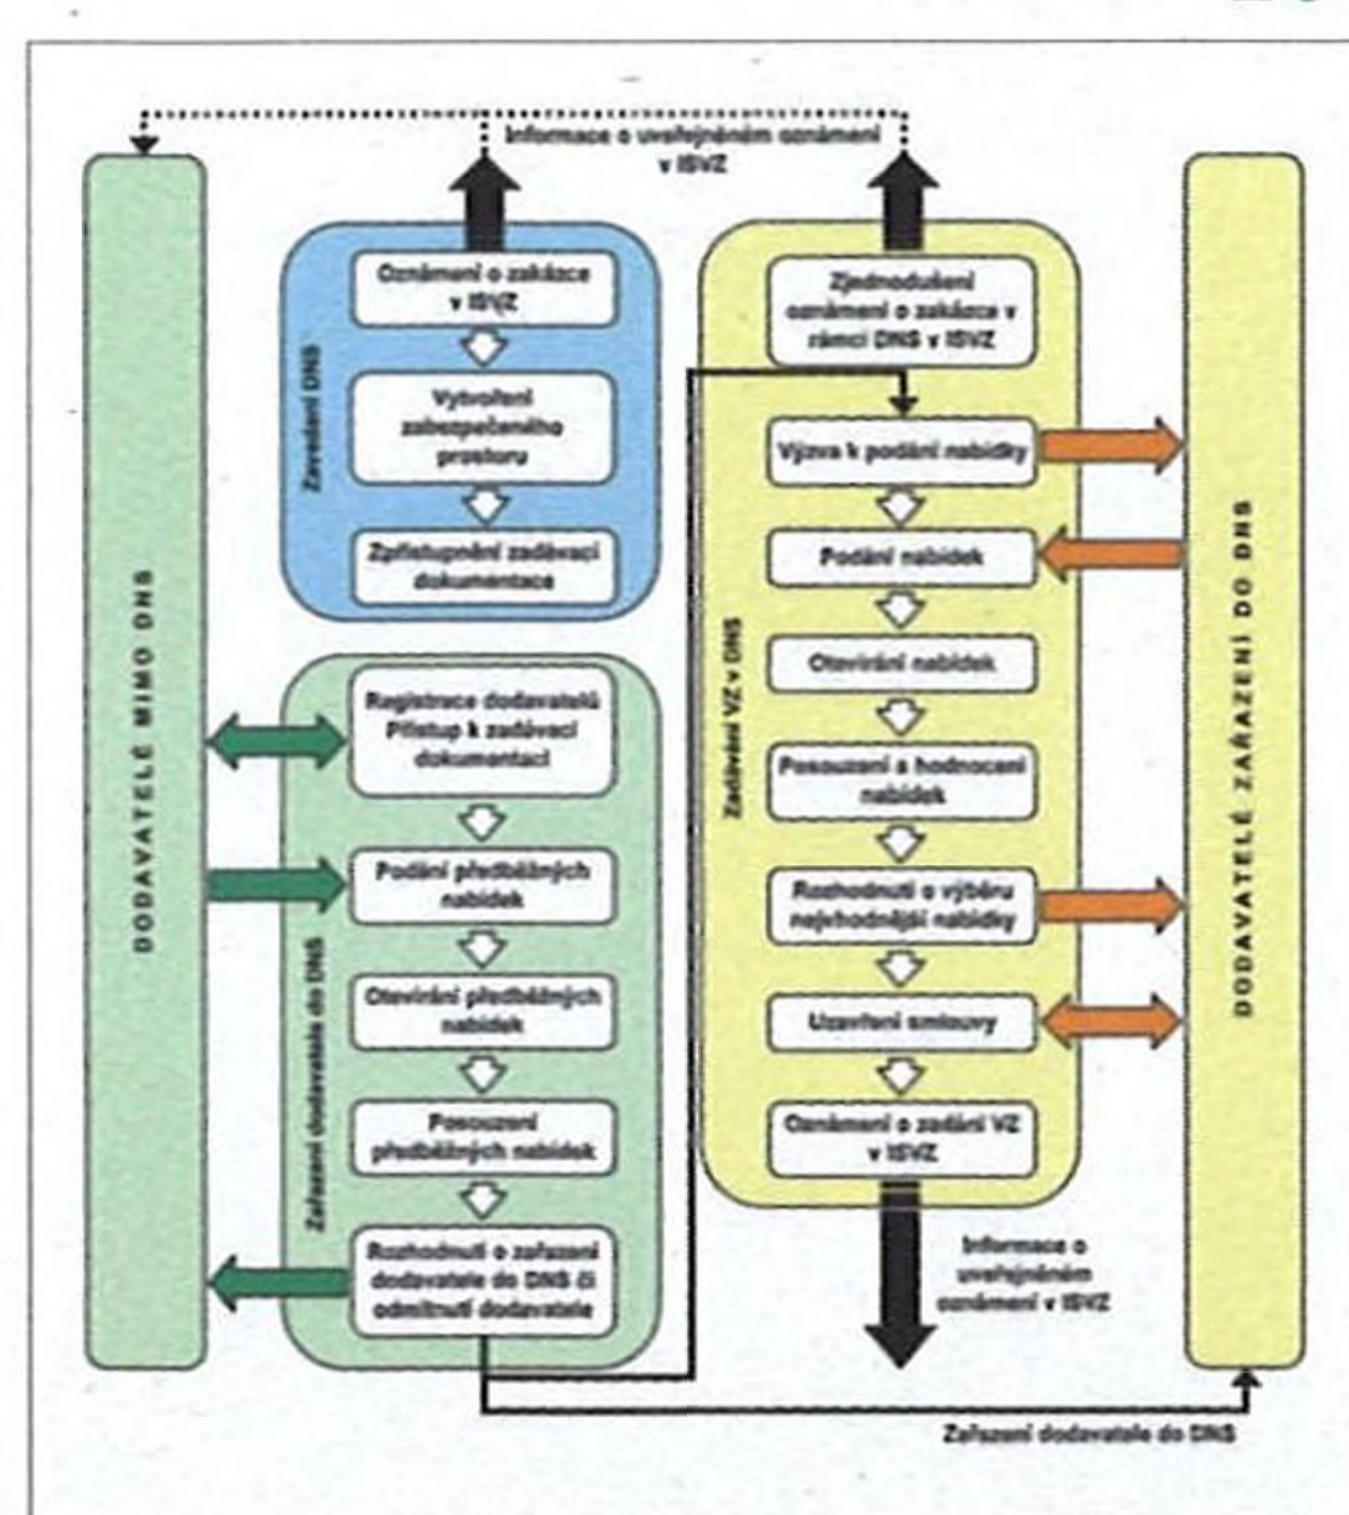 Informace o uveřejněném oznámení
v ISVZ
DODAVATELÉ MIMO DNS
Zavedení DNS
Oznámení o zakázce
v ISVZ
Vytvoření
zabezpečeného
prostoru
Zpřístupnění zadávací
dokumentace
Zařazení dodavatele do DNS
Registrace dodavatelů
Přístup k zadávací
dokumentaci
Podání předběžných
nabídek
Otevírání předběžných
nabídek
Posouzení
předběžných nabídek
Rozhodnutí o zařazení
dodavatele do DNS či
odmítnutí dodavatele
Zadávání VZ v DNS
Zjednodušení
oznámení o zakázce v
rámci DNS v ISVZ
Výzva k podání nabídky
Podání nabídek
Otevírání nabídek
Posouzení a hodnocení
nabídek
Rozhodnutí o výběru
nejvhodnější nabídky
Uzavření smlouvy
Oznámení o zadání VZ
v ISVZ
Informace o
uveřejněném
oznámení v ISVZ
DODAVATELÉ ZAŘAZENÍ DO DNS
Zařazení dodavatele do DNS